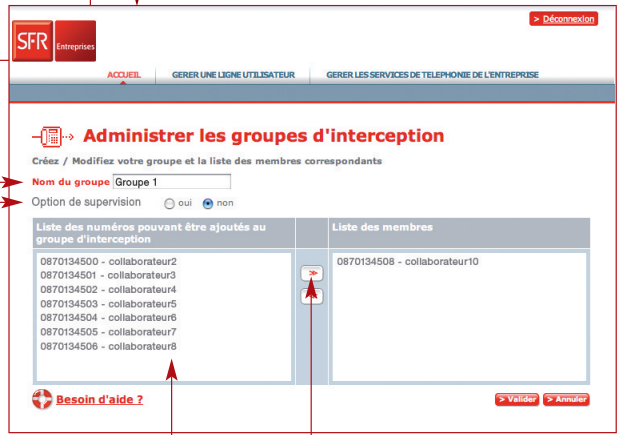 > Déconnexion
SFR Entreprises
ACCUEIL GERER UNE LIGNE UTILISATEUR GERER LES SERVICES DE TELEPHONIE DE L'ENTREPRISE
Administrer les groupes d'interception
Créez / Modifiez votre groupe et la liste des membres correspondants
Nom du groupe Groupe 1
Option de supervision oui non
Liste des numéros pouvant être ajoutés au groupe d'interception
Liste des membres
0870134500 - collaborateur2
0870134501 - collaborateur3
0870134502 - collaborateur4
0870134503 - collaborateur5
0870134504 - collaborateur6
0870134505 - collaborateur7
0870134506 - collaborateur8
0870134508 - collaborateur10
Besoin d'aide ?
> Valider > Annuler